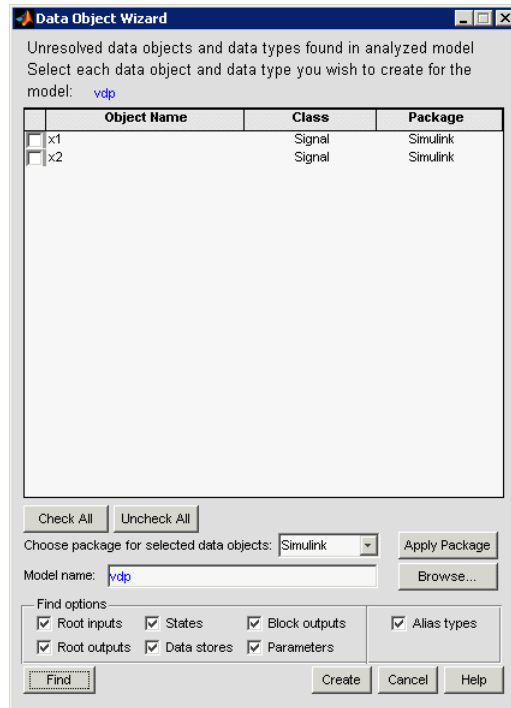 Data Object Wizard
Unresolved data objects and data types found in analyzed model
Select each data object and data type you wish to create for the
model: vdp
Object Name Class Package
x1 Signal Simulink
x2 Signal Simulink
Check All Uncheck All
Choose package for selected data objects: Simulink Apply Package
Model name: vdp Browse...
Find options
Root inputs States Block outputs Alias types
Root outputs Data stores Parameters
Find Create Cancel Help